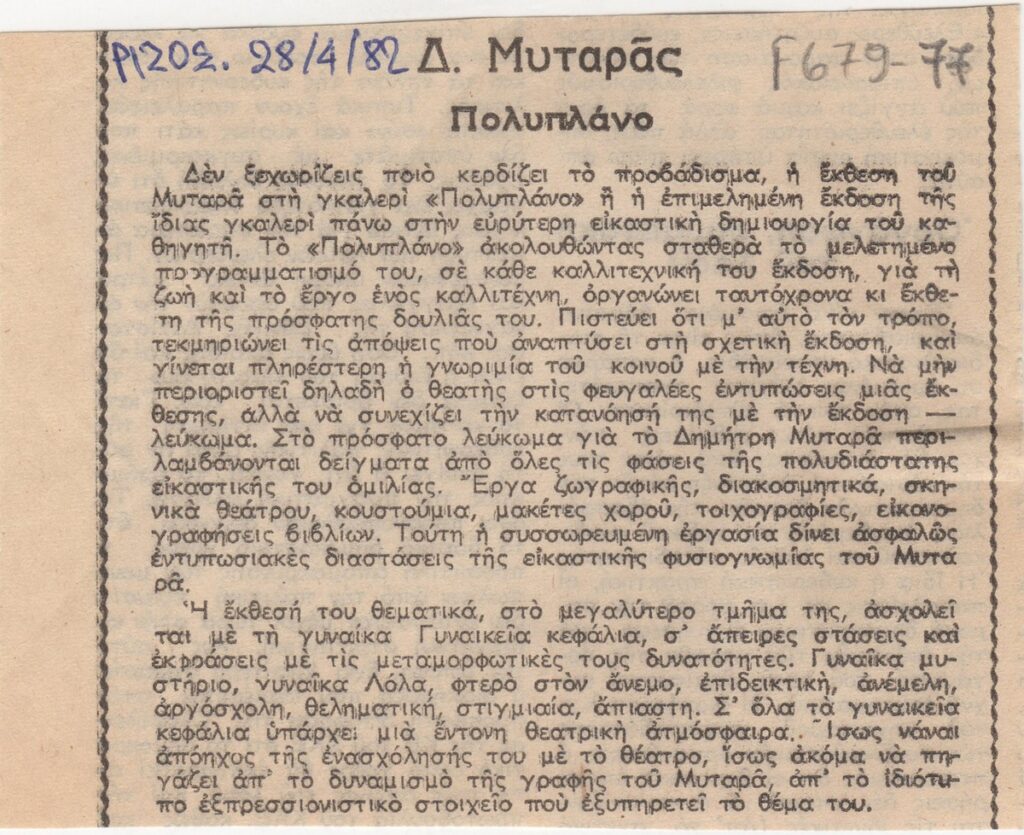 ΡΙΖΟΣ. 28/4/82 Δ. Μυταρᾶς F679-77
Πολυπλάνο
Δὲν ξεχωρίζεις ποιὸ κερδίζει τὸ προβάδισμα, ἡ ἔκθεση τοῦ
Μυταρᾶ στὴ γκαλερὶ «Πολυπλάνο» ἢ ἡ ἐπιμελημένη ἔκδοση τῆς
ἴδιας γκαλερὶ πάνω στὴν εὐρύτερη εἰκαστικὴ δημιουργία τοῦ κα-
θηγητῆ. Τὸ «Πολυπλάνο» ἀκολουθώντας σταθερὰ τὸ μελετημένο
προγραμματισμό του, σὲ κάθε καλλιτεχνική του ἔκδοση, γιὰ τὴ
ζωὴ καὶ τὸ ἔργο ἑνὸς καλλιτέχνη, ὀργανώνει ταυτόχρονα κι ἔκθε-
τη τῆς πρόσφατης δουλιᾶς του. Πιστεύει ὅτι μ' αὐτὸ τὸν τρόπο,
τεκμηριώνει τὶς ἀπόψεις ποὺ ἀναπτύσει στὴ σχετικὴ ἔκδοση, καὶ
γίνεται πληρέστερη ἡ γνωριμία τοῦ κοινοῦ μὲ τὴν τέχνη. Νὰ μὴν
περιοριστεῖ δηλαδὴ ὁ θεατὴς στὶς φευγαλέες ἐντυπώσεις μιᾶς ἔκ-
θεσης, ἀλλὰ νὰ συνεχίζει τὴν κατανόησή της μὲ τὴν ἔκδοση —
λεύκωμα. Στὸ πρόσφατο λεύκωμα γιὰ τὸ Δημήτρη Μυταρᾶ περι-
λαμβάνονται δείγματα ἀπὸ ὅλες τὶς φάσεις τῆς πολυδιάστατης
εἰκαστικῆς του ὁμιλίας. Ἔργα ζωγραφικῆς, διακοσμητικά, σκη-
νικὰ θεάτρου, κουστούμια, μακέτες χοροῦ, τοιχογραφίες, εἰκανο-
γραφήσεις βιβλίων. Τούτη ἡ συσσωρευμένη ἐργασία δίνει ἀσφαλῶς
ἐντυπωσιακὲς διαστάσεις τῆς εἰκαστικῆς φυσιογνωμίας τοῦ Μυτα
ρᾶ.
Ἡ ἔκθεσή του θεματικά, στὸ μεγαλύτερο τμῆμα της, ἀσχολεῖ
ται μὲ τὴ γυναίκα Γυναικεῖα κεφάλια, σ' ἄπειρες στάσεις καὶ
ἐκφράσεις μὲ τὶς μεταμορφωτικὲς τους δυνατότητες. Γυναῖκα μυ-
στήριο, γυναῖκα Λόλα, φτερὸ στὸν ἄνεμο, ἐπιδεικτική, ἀνέμελη,
ἀργόσχολη, θεληματική, στιγμιαία, ἄπιαστη. Σ' ὅλα τὰ γυναικεία
κεφάλια ὑπάρχει μιὰ ἔντονη θεατρικὴ ἀτμόσφαιρα. Ἴσως νἆναι
ἀπόηχος τῆς ἐνασχόλησής του μὲ τὸ θέατρο, ἴσως ἀκόμα νὰ πη-
γάζει ἀπ' τὸ δυναμισμὸ τῆς γραφῆς τοῦ Μυταρᾶ, ἀπ' τὸ ἰδιότυ-
πο ἐξπρεσσιονιστικὸ στοιχεῖο ποὺ ἐξυπηρετεῖ τὸ θέμα του.